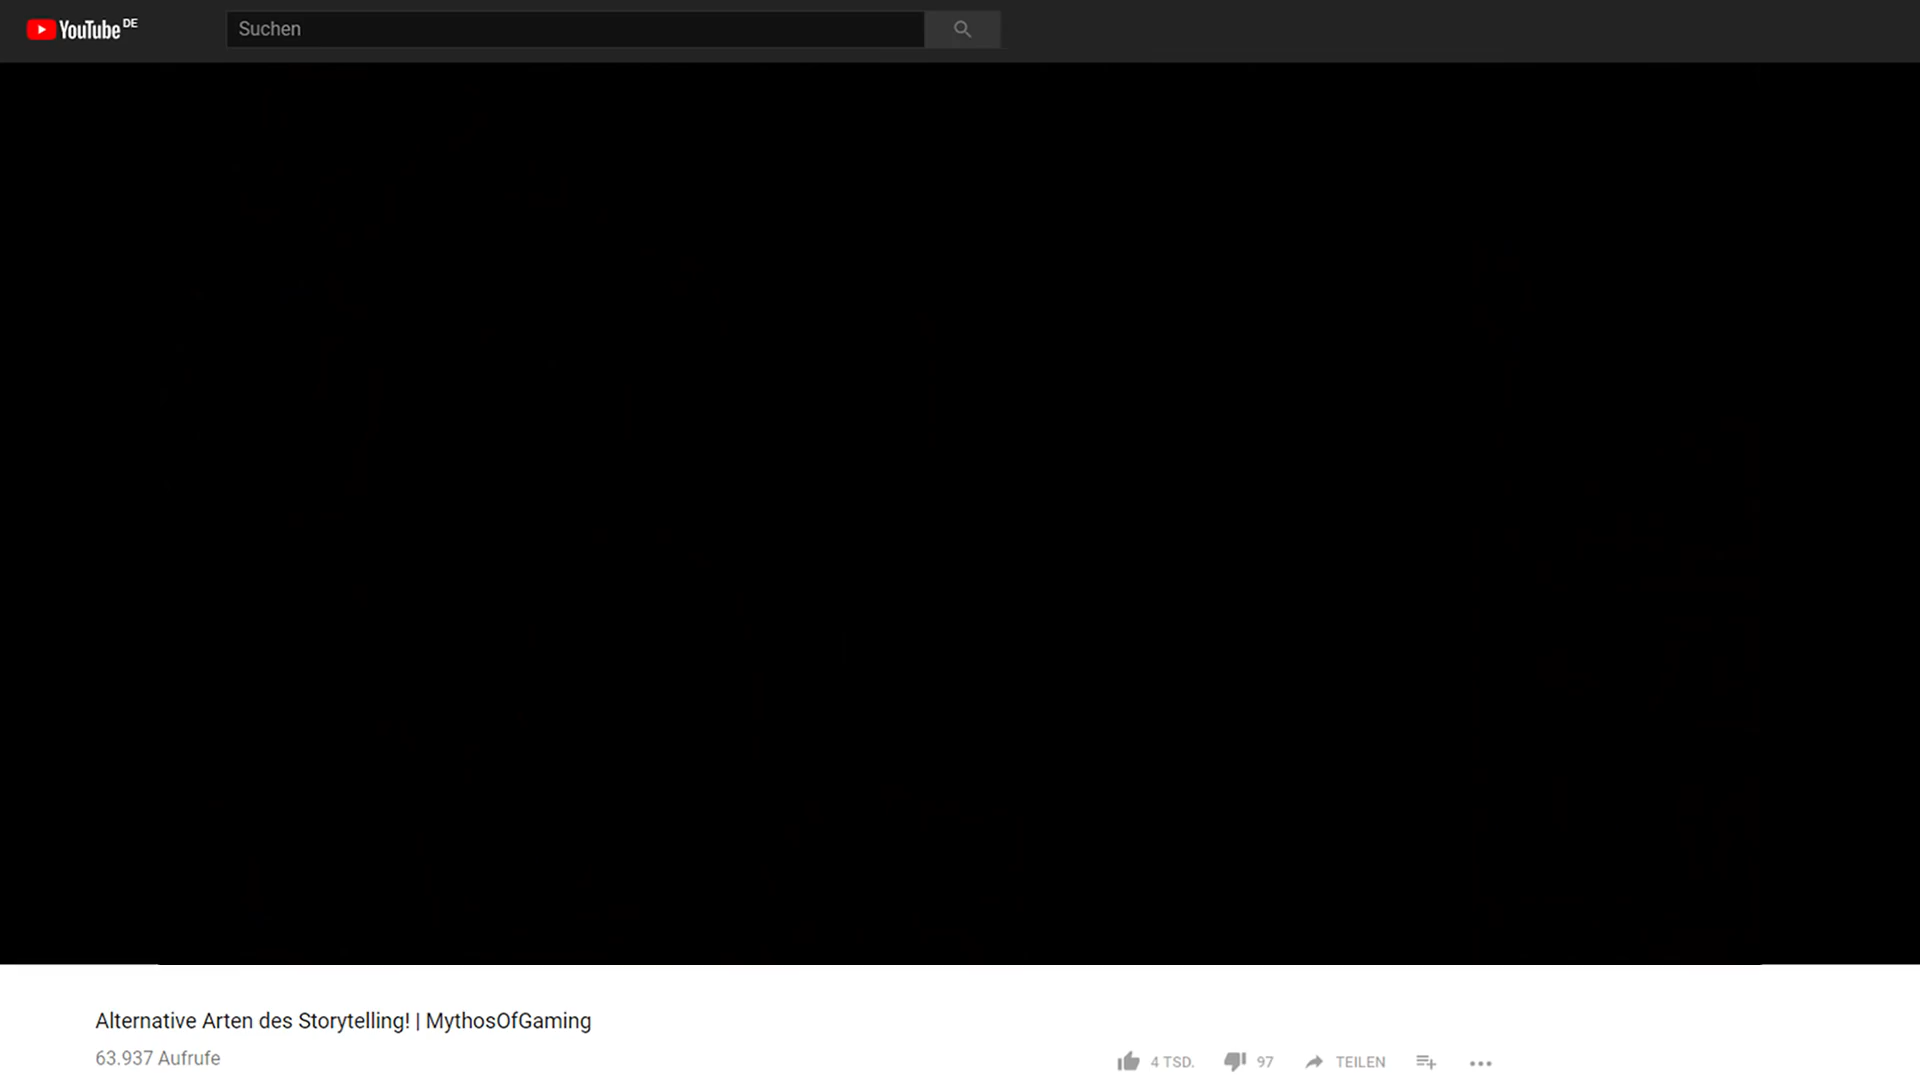 YouTube DE
Suchen
Alternative Arten des Storytelling! | MythosOfGaming
63.937 Aufrufe
4 TSD.
97
TEILEN